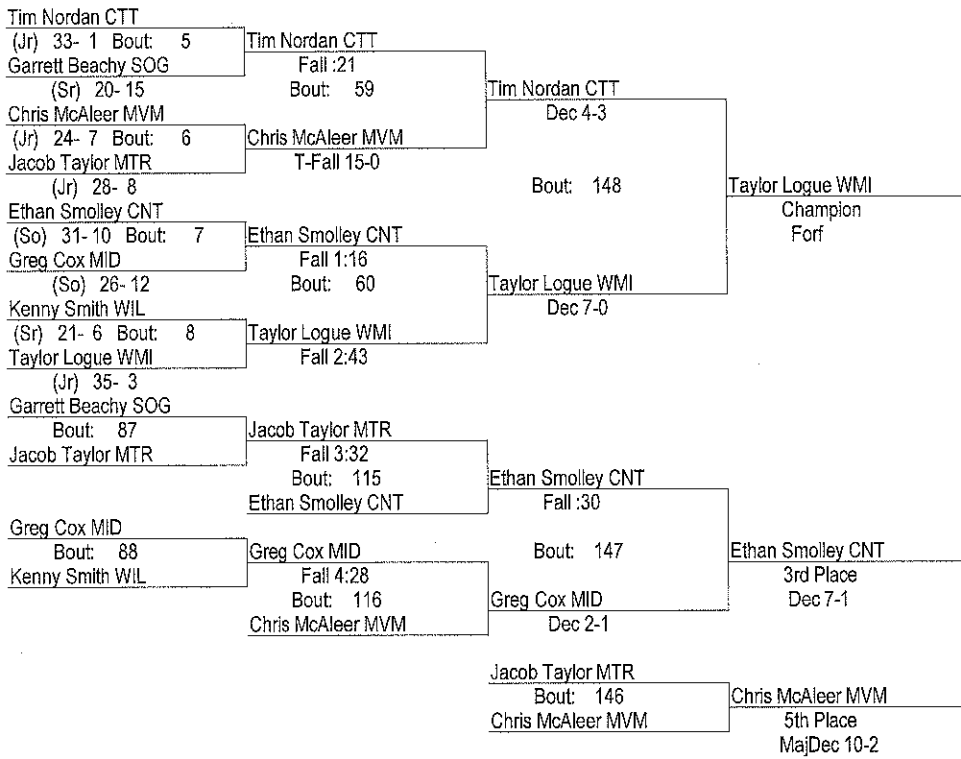 Tim Nordan CTT
(Jr) 33- 1 Bout: 5
Garrett Beachy SOG
(Sr) 20- 15
Chris McAleer MVM
(Jr) 24- 7 Bout: 6
Jacob Taylor MTR
(Jr) 28- 8
Ethan Smolley CNT
(So) 31- 10 Bout: 7
Greg Cox MID
(So) 26- 12
Kenny Smith WIL
(Sr) 21- 6 Bout: 8
Taylor Logue WMI
(Jr) 35- 3
Tim Nordan CTT
Fall :21
Bout: 59
Chris McAleer MVM
T-Fall 15-0
Ethan Smolley CNT
Fall 1:16
Bout: 60
Taylor Logue WMI
Fall 2:43
Tim Nordan CTT
Dec 4-3
Bout: 148
Taylor Logue WMI
Dec 7-0
Taylor Logue WMI
Champion
Forf
Garrett Beachy SOG
Bout: 87
Jacob Taylor MTR
Greg Cox MID
Bout: 88
Kenny Smith WIL
Jacob Taylor MTR
Fall 3:32
Bout: 115
Ethan Smolley CNT
Greg Cox MID
Fall 4:28
Bout: 116
Chris McAleer MVM
Ethan Smolley CNT
Fall :30
Bout: 147
Greg Cox MID
Dec 2-1
Ethan Smolley CNT
3rd Place
Dec 7-1
Jacob Taylor MTR
Bout: 146
Chris McAleer MVM
Chris McAleer MVM
5th Place
MajDec 10-2